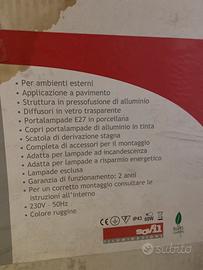 • Per ambienti esterni
• Applicazione a pavimento
• Struttura in pressofusione di alluminio
• Diffusori in vetro trasparente
• Portalampade E27 in porcellana
• Copri portalampade di alluminio in tinta
• Scatola di derivazione stagna
• Completa di accessori per il montaggio
• Adatta per lampade ad incandescenza
• Adatta per lampade a risparmio energetico
• Lampade esclusa
• Garanzia di funzionamento: 2 anni
• Per un corretto montaggio consultare le
istruzioni all'interno
• 230V - 50Hz
• Colore ruggine
CE
IP43
ILLUMINAZIONE
subito